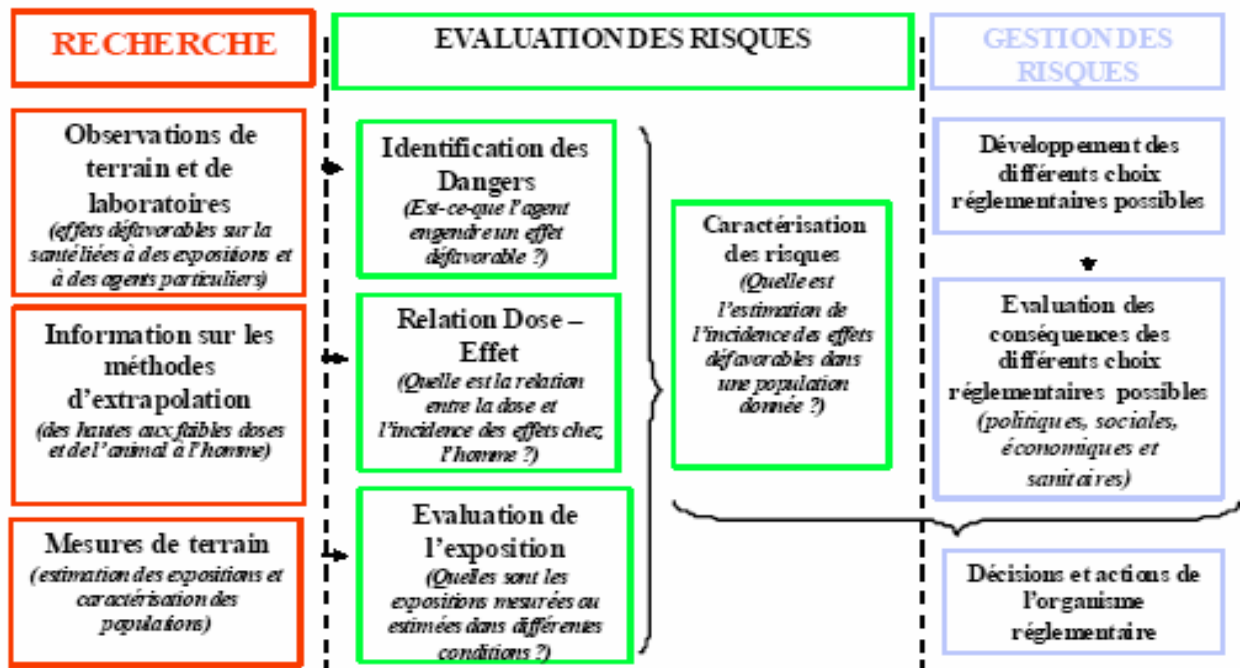 RECHERCHE
EVALUATION DES RISQUES
GESTION DES
RISQUES
Observations de
terrain et de
laboratoires
(effets défavorables sur la
santéliées à des expositions et
à des agents particuliers)
Information sur les
méthodes
d'extrapolation
(des hautes aux faibles doses
et de l'animal à l'homme)
Mesures de terrain
(estimation des expositions et
caractérisation des
populations)
Identification des
Dangers
(Est-ce-que l'agent
engendre un effet
défavorable ?)
Relation Dose –
Effet
(Quelle est la relation
entre la dose et
l'incidence des effets chez
l'homme ?)
Evaluation de
l'exposition
(Quelles sont les
expositions mesurées ou
estimées dans différentes
conditions ?)
Caractérisation
des risques
(Quelle est
l'estimation de
l'incidence des effets
défavorables dans
une population
donnée ?)
Développement des
différents choix
réglementaires possibles
Evaluation des
conséquences des
différents choix
réglementaires possibles
(politiques, sociales,
économiques et
sanitaires)
Décisions et actions de
l'organisme
réglementaire